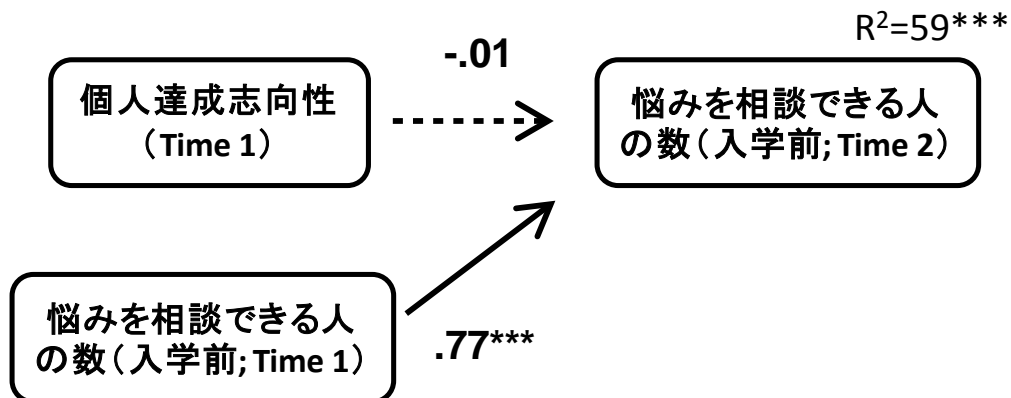 R²=59***
-.01
個人達成志向性
（Time 1）
悩みを相談できる人
の数（入学前; Time 2）
悩みを相談できる人
の数（入学前; Time 1）
.77***